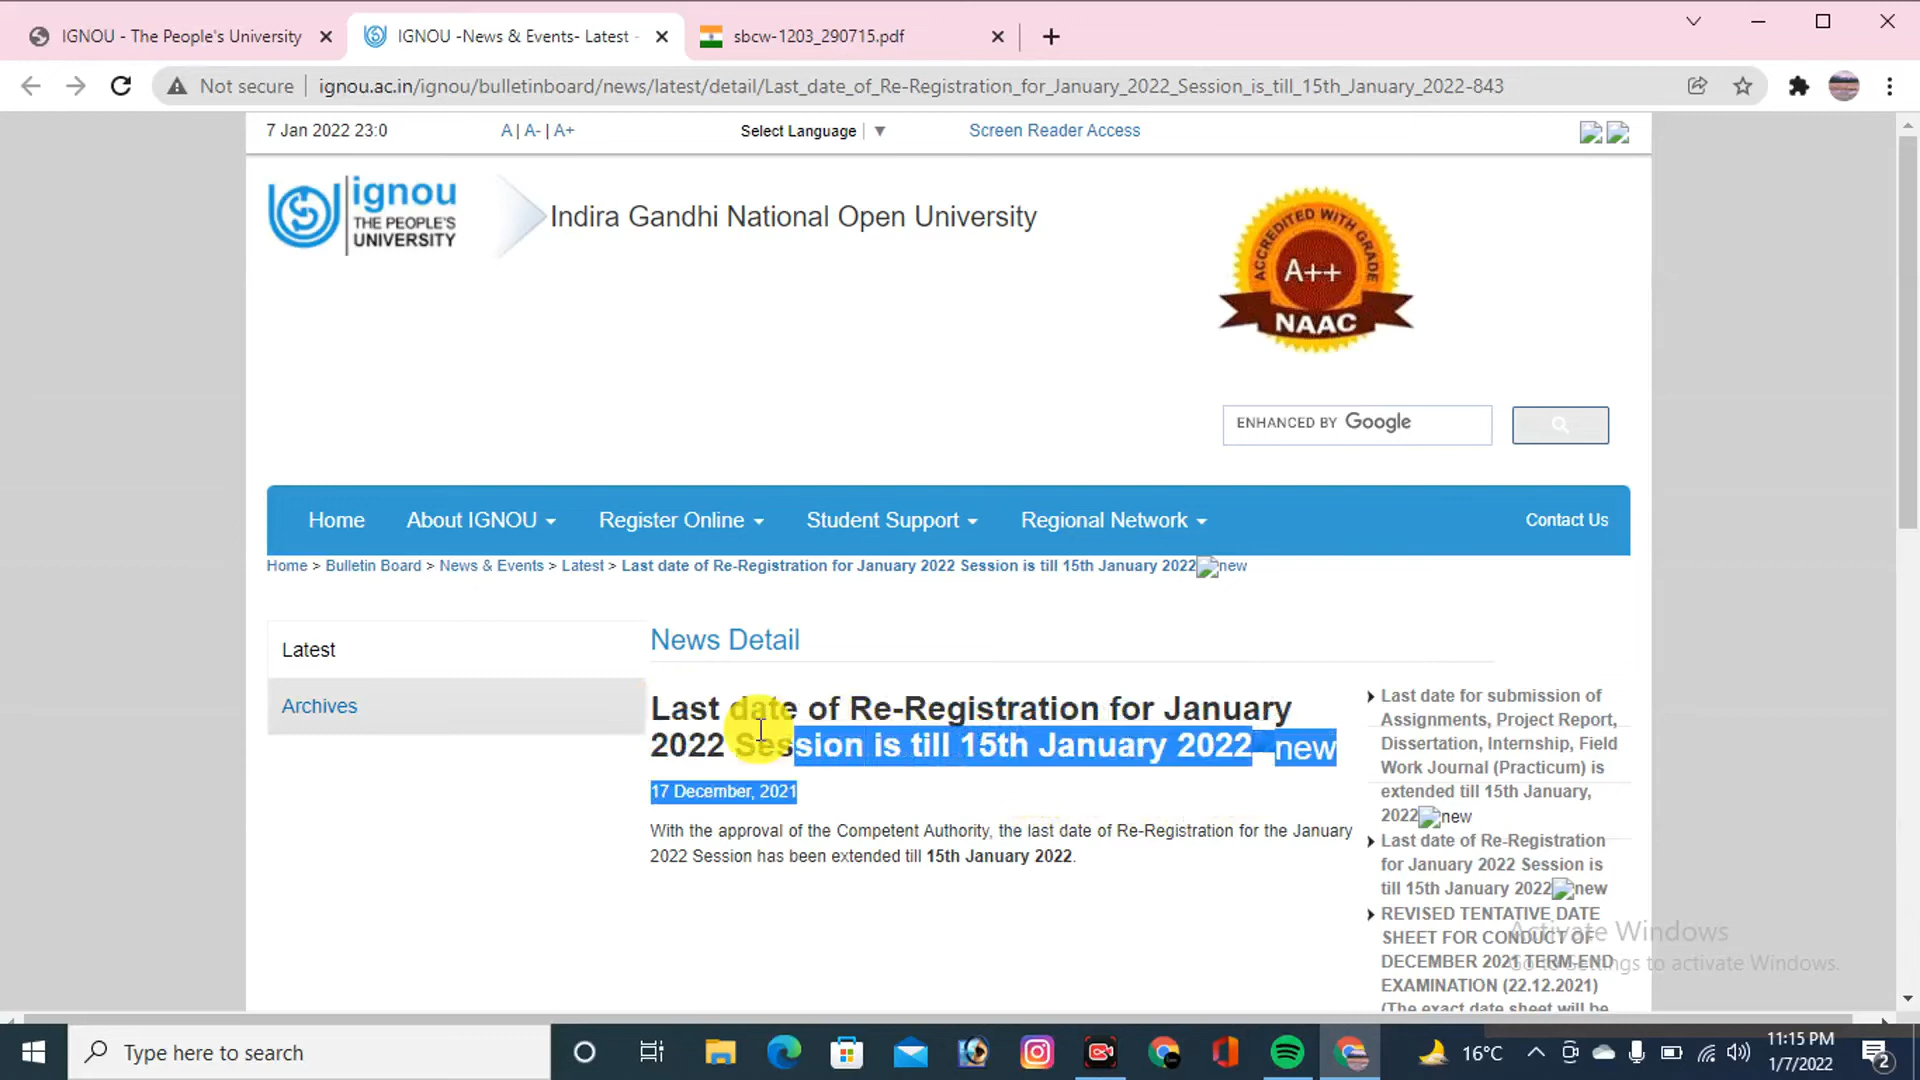 IGNOU - The People's University
IGNOU -News & Events- Latest -
sbcw-1203_290715.pdf
Not secure
ignou.ac.in/ignou/bulletinboard/news/latest/detail/Last_date_of_Re-Registration_for_January_2022_Session_is_till_15th_January_2022-843
7 Jan 2022 23:0
A | A- | A+
Select Language ▼
Screen Reader Access
ignou
THE PEOPLE'S
UNIVERSITY
Indira Gandhi National Open University
ACCREDITED WITH GRADE
A++
NAAC
ENHANCED BY Google
Home
About IGNOU
Register Online
Student Support
Regional Network
Contact Us
Home > Bulletin Board > News & Events > Latest > Last date of Re-Registration for January 2022 Session is till 15th January 2022 new
Latest
Archives
News Detail
Last date of Re-Registration for January
2022 Session is till 15th January 2022 new
17 December, 2021
With the approval of the Competent Authority, the last date of Re-Registration for the January
2022 Session has been extended till 15th January 2022.
Last date for submission of
Assignments, Project Report,
Dissertation, Internship, Field
Work Journal (Practicum) is
extended till 15th January,
2022 new
Last date of Re-Registration
for January 2022 Session is
till 15th January 2022 new
REVISED TENTATIVE DATE
SHEET FOR CONDUCT OF
DECEMBER 2021 TERM-END
EXAMINATION (22.12.2021)
(The exact date sheet will be
Activate Windows
Go to Settings to activate Windows.
Type here to search
16°C
11:15 PM
1/7/2022
2